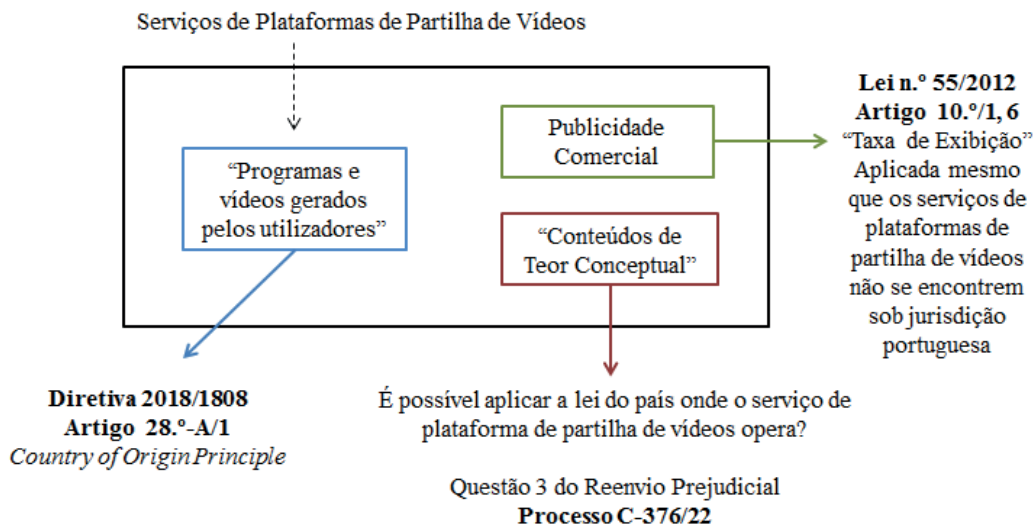 Serviços de Plataformas de Partilha de Vídeos
“Programas e
vídeos gerados
pelos utilizadores”
Publicidade
Comercial
“Conteúdos de
Teor Conceptual”
Lei n.º 55/2012
Artigo 10.º/1, 6
“Taxa de Exibição”
Aplicada mesmo
que os serviços de
plataformas de
partilha de vídeos
não se encontrem
sob jurisdição
portuguesa
Diretiva 2018/1808
Artigo 28.º-A/1
Country of Origin Principle
É possível aplicar a lei do país onde o serviço de
plataforma de partilha de vídeos opera?
Questão 3 do Reenvio Prejudicial
Processo C-376/22